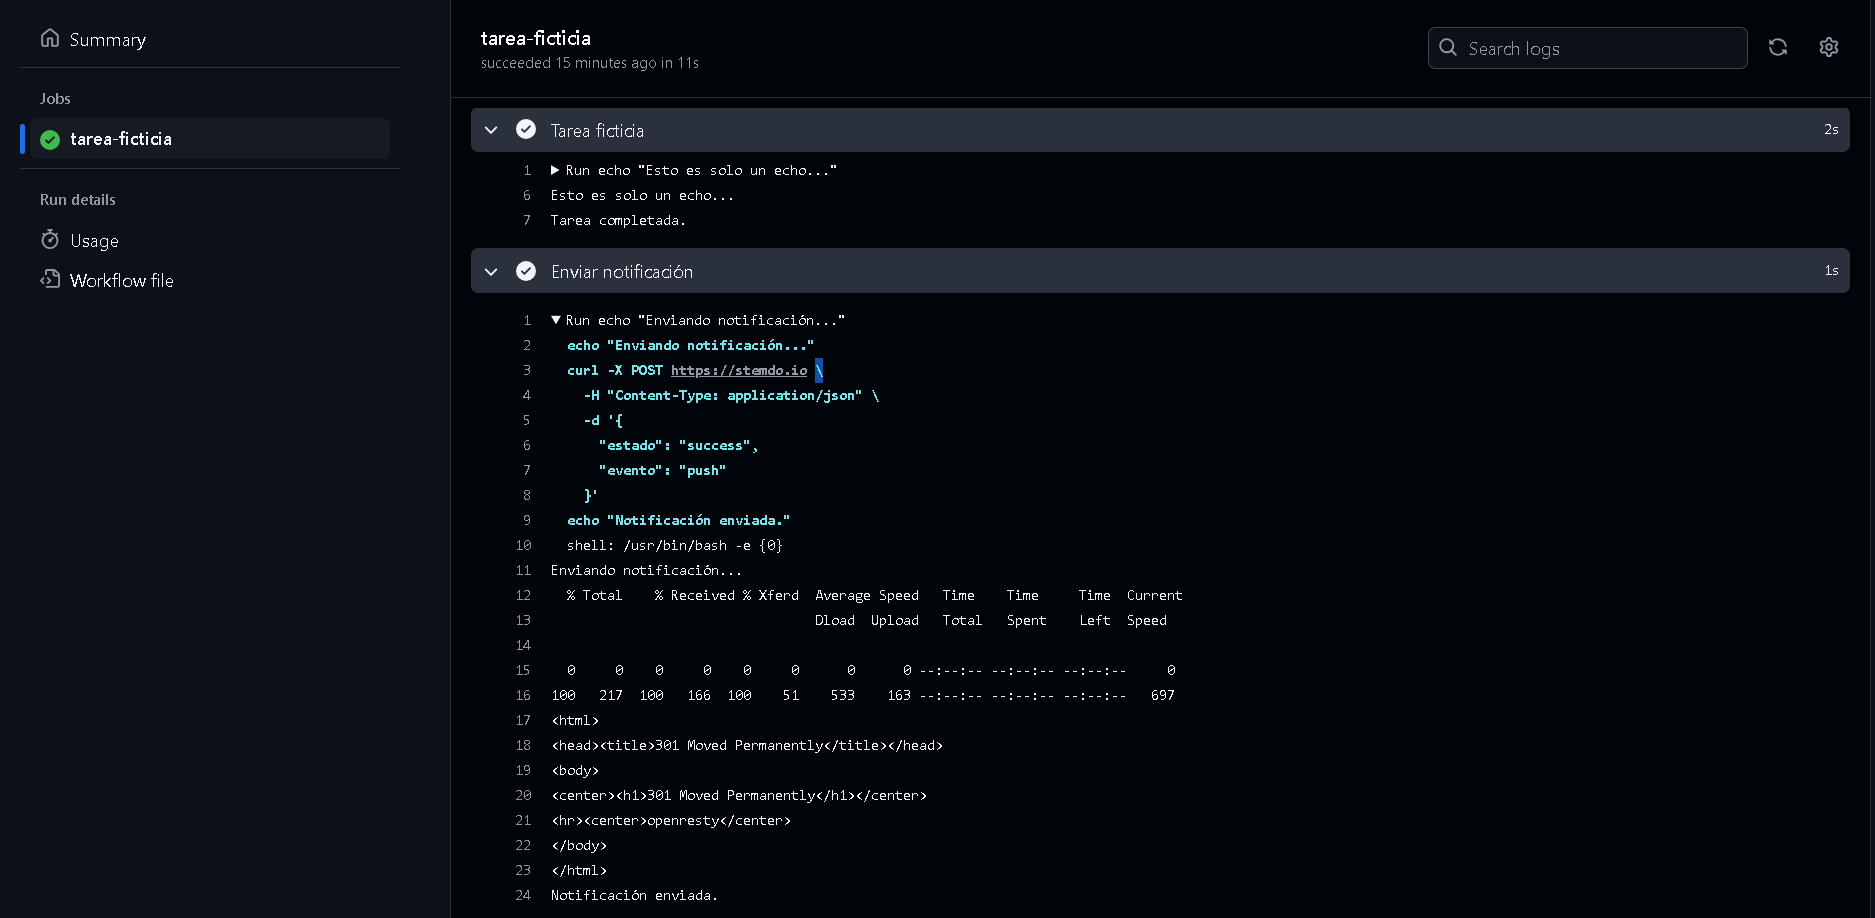 Summary
Jobs
tarea-ficticia
Run details
Usage
Workflow file
tarea-ficticia
succeeded 15 minutes ago in 11s
Search logs
Tarea ficticia 2s
1 Run echo "Esto es solo un echo..."
6 Esto es solo un echo...
7 Tarea completada.
Enviar notificación 1s
1 Run echo "Enviando notificación..."
2 echo "Enviando notificación..."
3 curl -X POST https://stemdo.io \
4 -H "Content-Type: application/json" \
5 -d '{
6 "estado": "success",
7 "evento": "push"
8 }'
9 echo "Notificación enviada."
10 shell: /usr/bin/bash -e {0}
11 Enviando notificación...
12 % Total % Received % Xferd Average Speed Time Time Time Current
13 Dload Upload Total Spent Left Speed
14
15 0 0 0 0 0 0 0 0 --:--:-- --:--:-- --:--:-- 0
16 100 217 100 166 100 51 533 163 --:--:-- --:--:-- --:--:-- 697
17 <html>
18 <head><title>301 Moved Permanently</title></head>
19 <body>
20 <center><h1>301 Moved Permanently</h1></center>
21 <hr><center>openresty</center>
22 </body>
23 </html>
24 Notificación enviada.